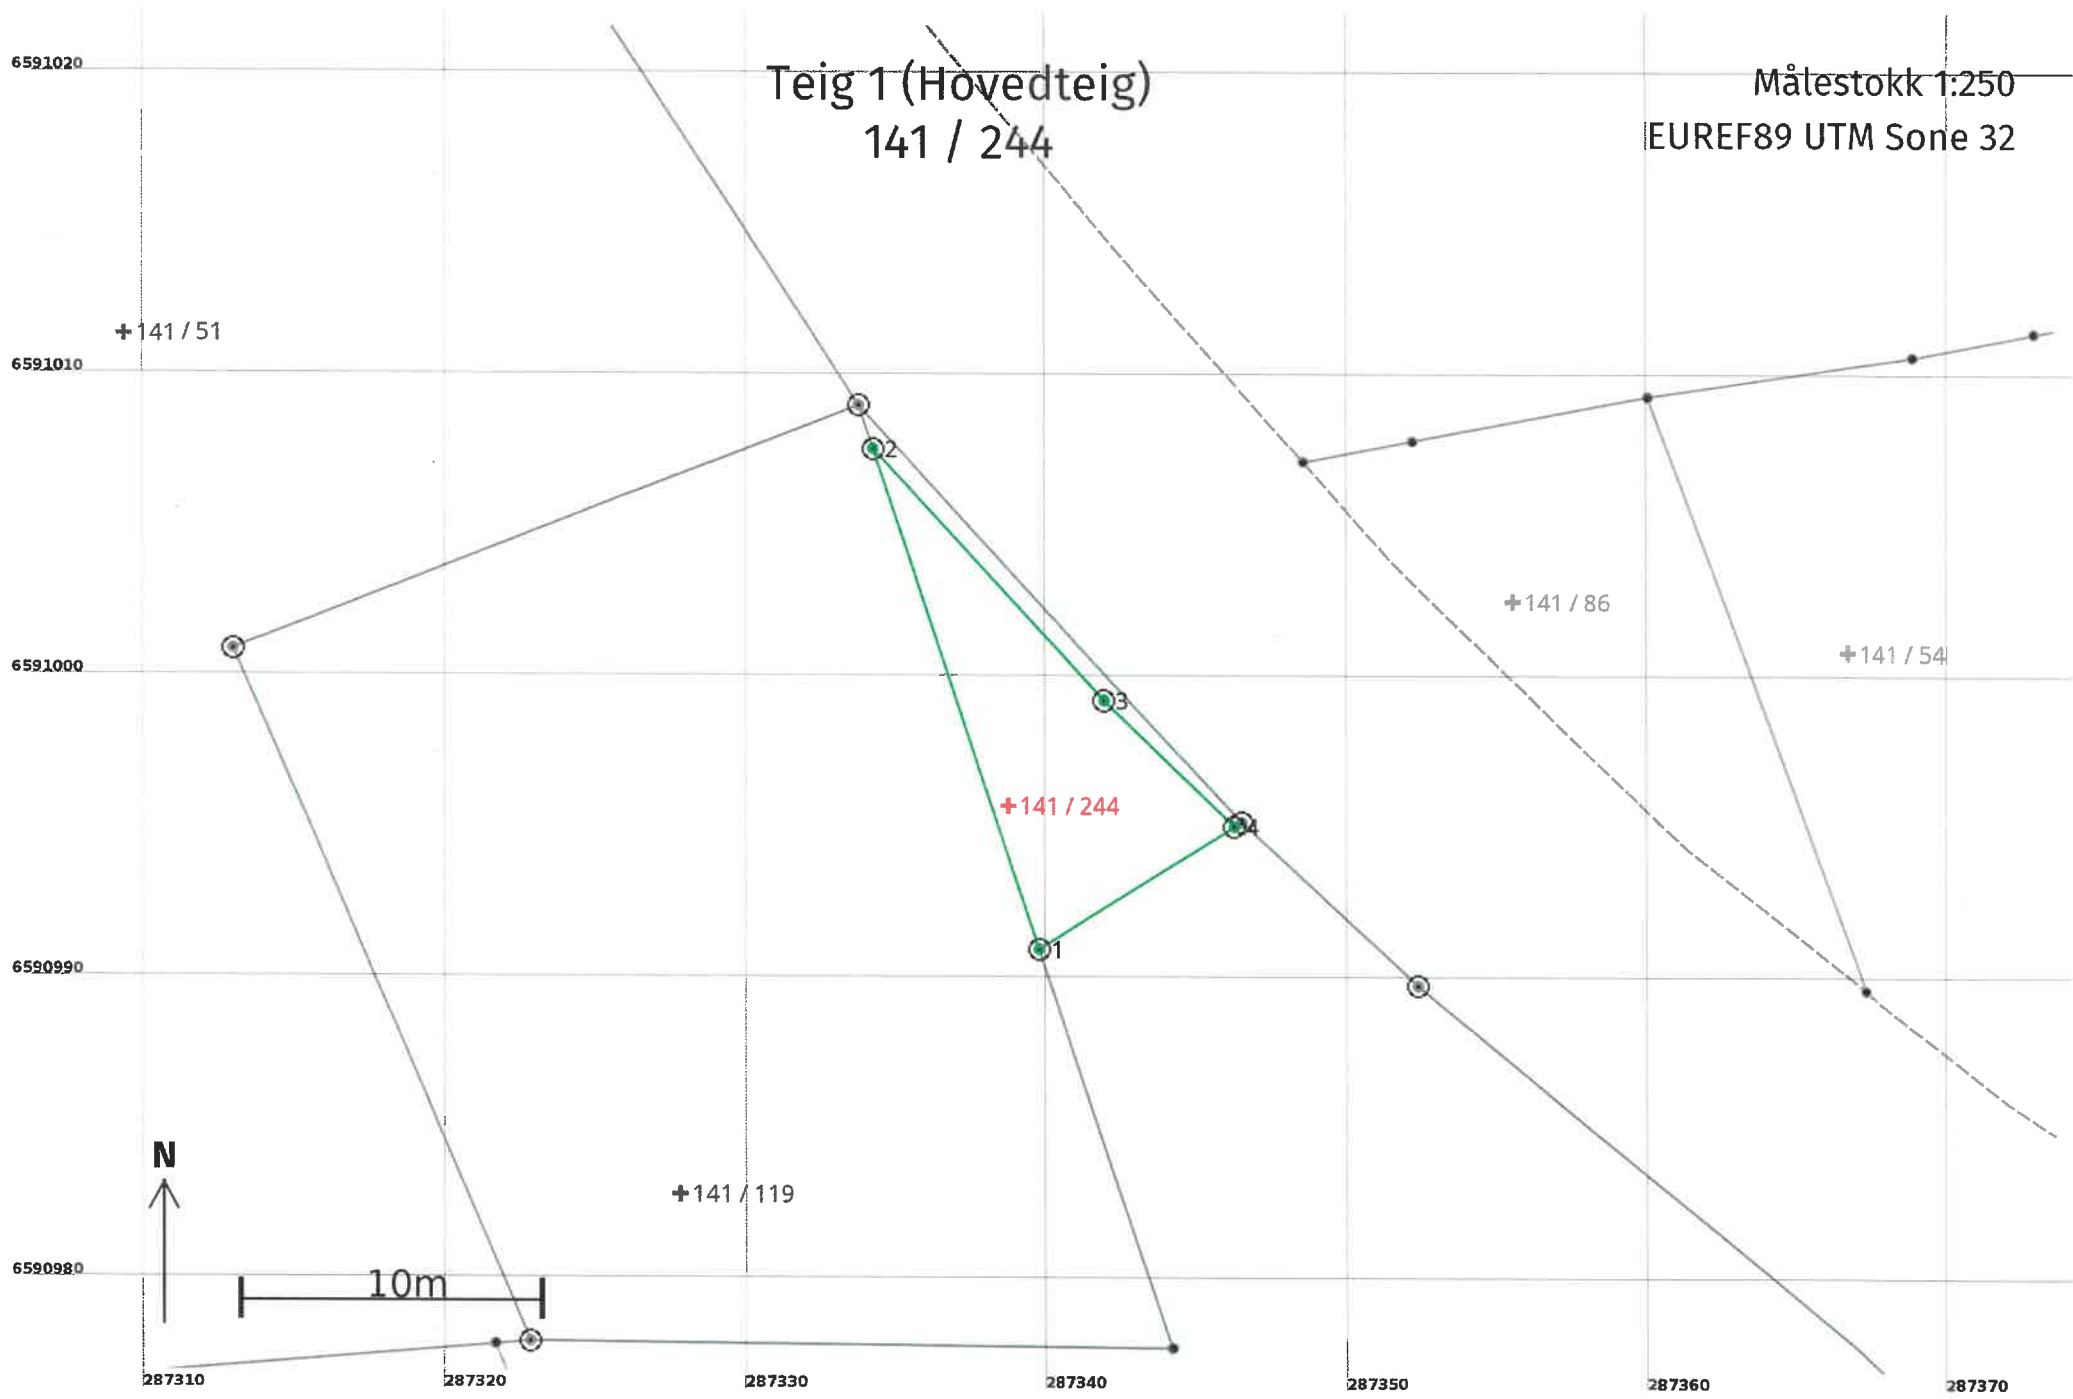 6591020
Teig 1 (Hovedteig)
141 / 244
Målestokk 1:250
EUREF89 UTM Sone 32
141 / 51
6591010
2
141 / 86
141 / 54
6591000
3
141 / 244
4
1
6590990
N
141 / 119
6590980
10m
287310
287320
287330
287340
287350
287360
287370